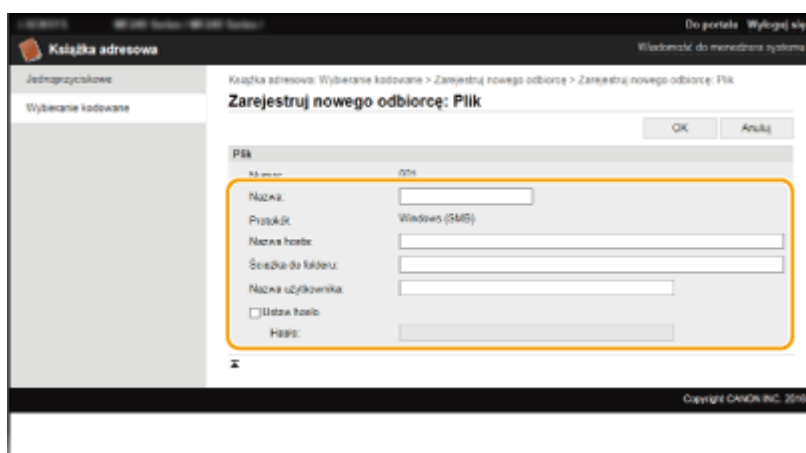 Do portalu Wyloguj się
Książka adresowa
Wiadomość do menedżera systemu
Jednoprzyciskowe
Wybieranie kodowane
Książka adresowa: Wybieranie kodowane > Zarejestruj nowego odbiorcę > Zarejestruj nowego odbiorcę: Plik
Zarejestruj nowego odbiorcę: Plik
OK Anuluj
Plik
Nazwa:
Protokół: Windows (SMB)
Nazwa hosta:
Ścieżka do folderu:
Nazwa użytkownika:
Ustaw hasło
Hasło:
Copyright CANON INC.